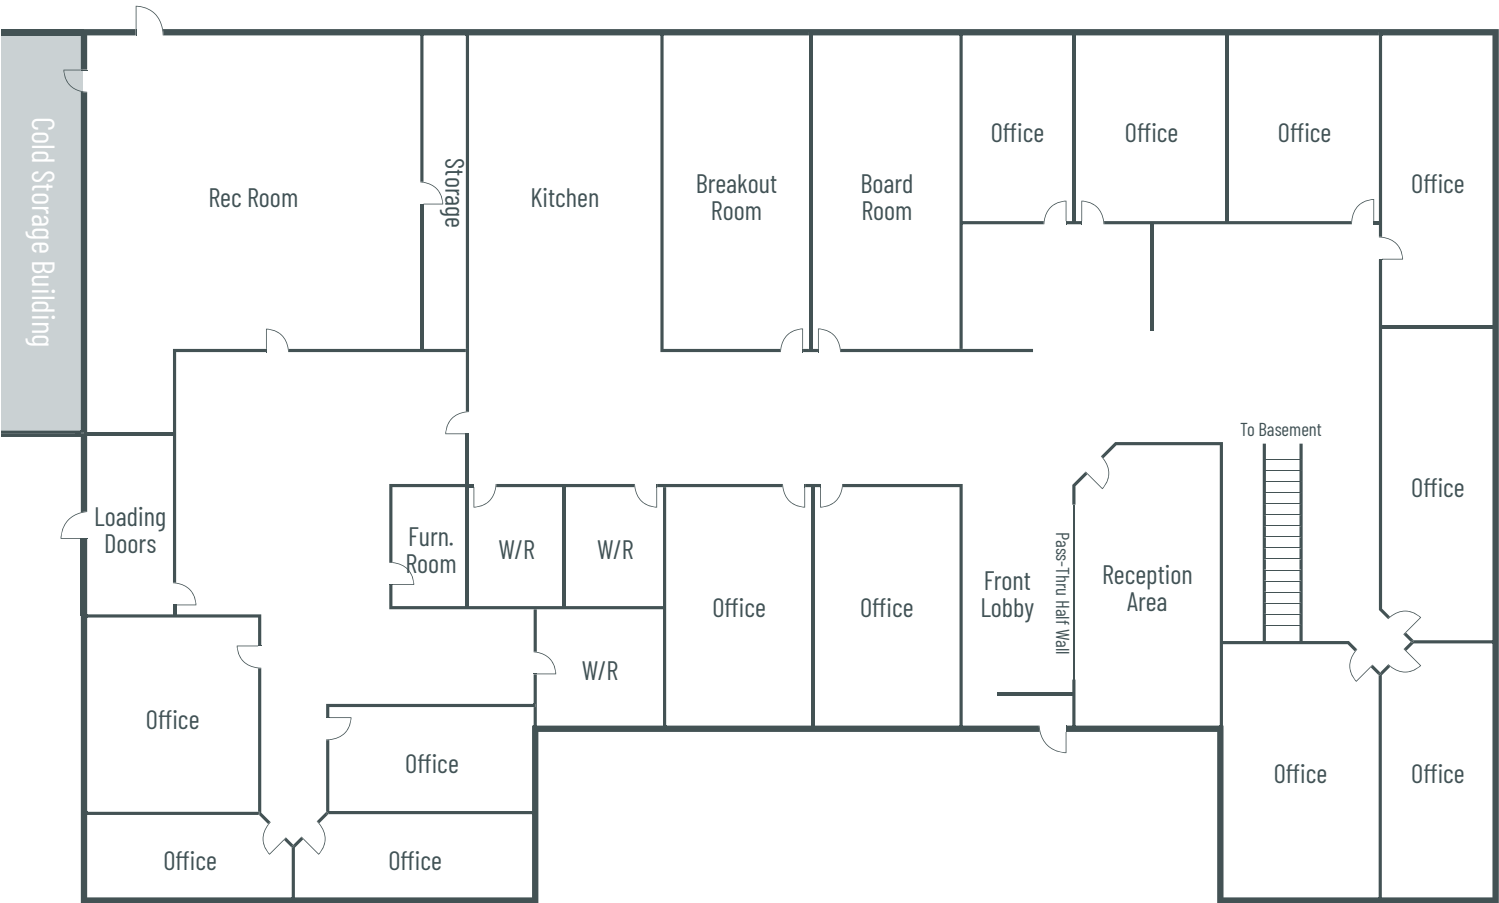 Office
Office
Office
Office
Breakout
Room
Board
Room
Rec Room
Storage
Kitchen
Cold Storage Building
To Basement
Office
Loading
Doors
Furn.
Room
W/R
W/R
Office
Office
Front
Lobby
Pass-Thru Half Wall
Reception
Area
W/R
Office
Office
Office
Office
Office
Office